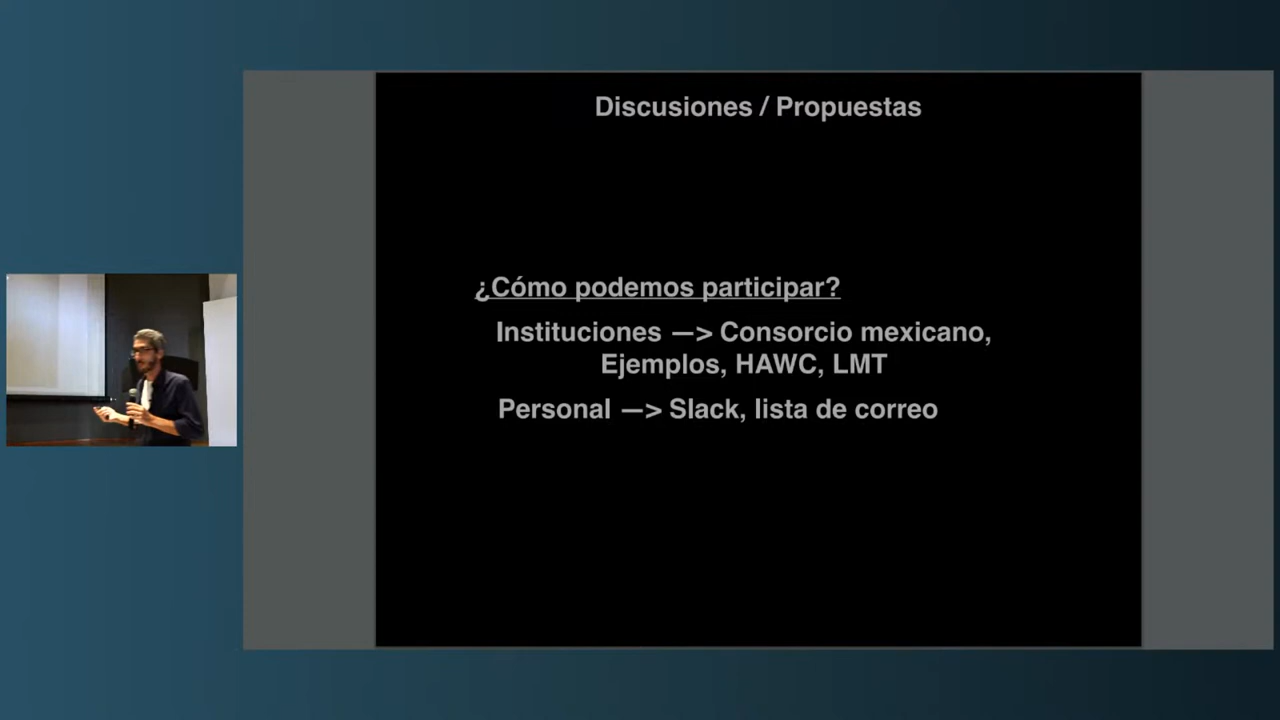 Discusiones / Propuestas
¿Cómo podemos participar?
Instituciones —> Consorcio mexicano,
Ejemplos, HAWC, LMT
Personal —> Slack, lista de correo